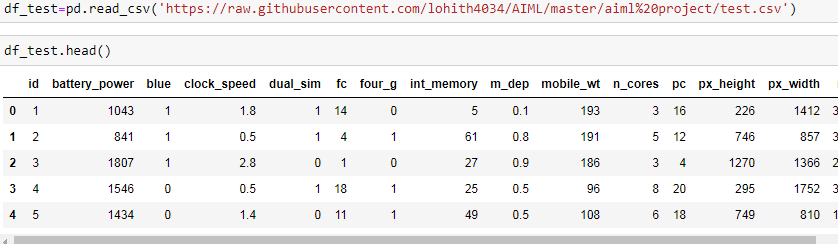 df_test=pd.read_csv('https://raw.githubusercontent.com/lohith4034/AIML/master/aiml%20project/test.csv')
df_test.head()
id battery_power blue clock_speed dual_sim fc four_g int_memory m_dep mobile_wt n_cores pc px_height px_width
0 1 1043 1 1.8 1 14 0 5 0.1 193 3 16 226 1412 3
1 2 841 1 0.5 1 4 1 61 0.8 191 5 12 746 857 3
2 3 1807 1 2.8 0 1 0 27 0.9 186 3 4 1270 1366 2
3 4 1546 0 0.5 1 18 1 25 0.5 96 8 20 295 1752 3
4 5 1434 0 1.4 0 11 1 49 0.5 108 6 18 749 810 1